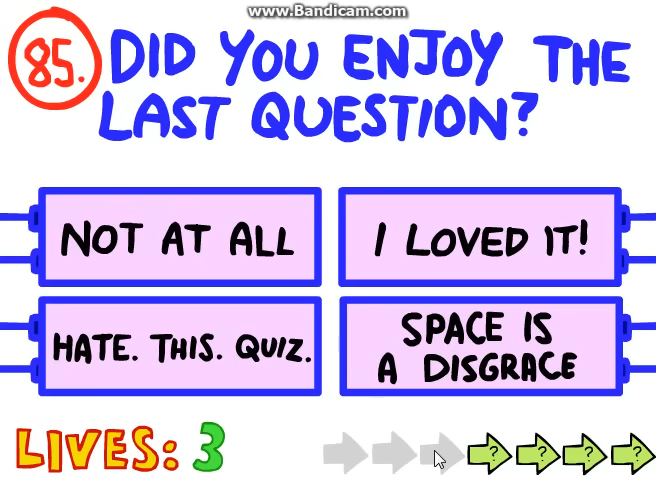 www.Bandicam.com
85. DID YOU ENJOY THE
LAST QUESTION?
NOT AT ALL
I LOVED IT!
HATE. THIS. QUIZ.
SPACE IS
A DISGRACE
LIVES: 3
? ? ? ?